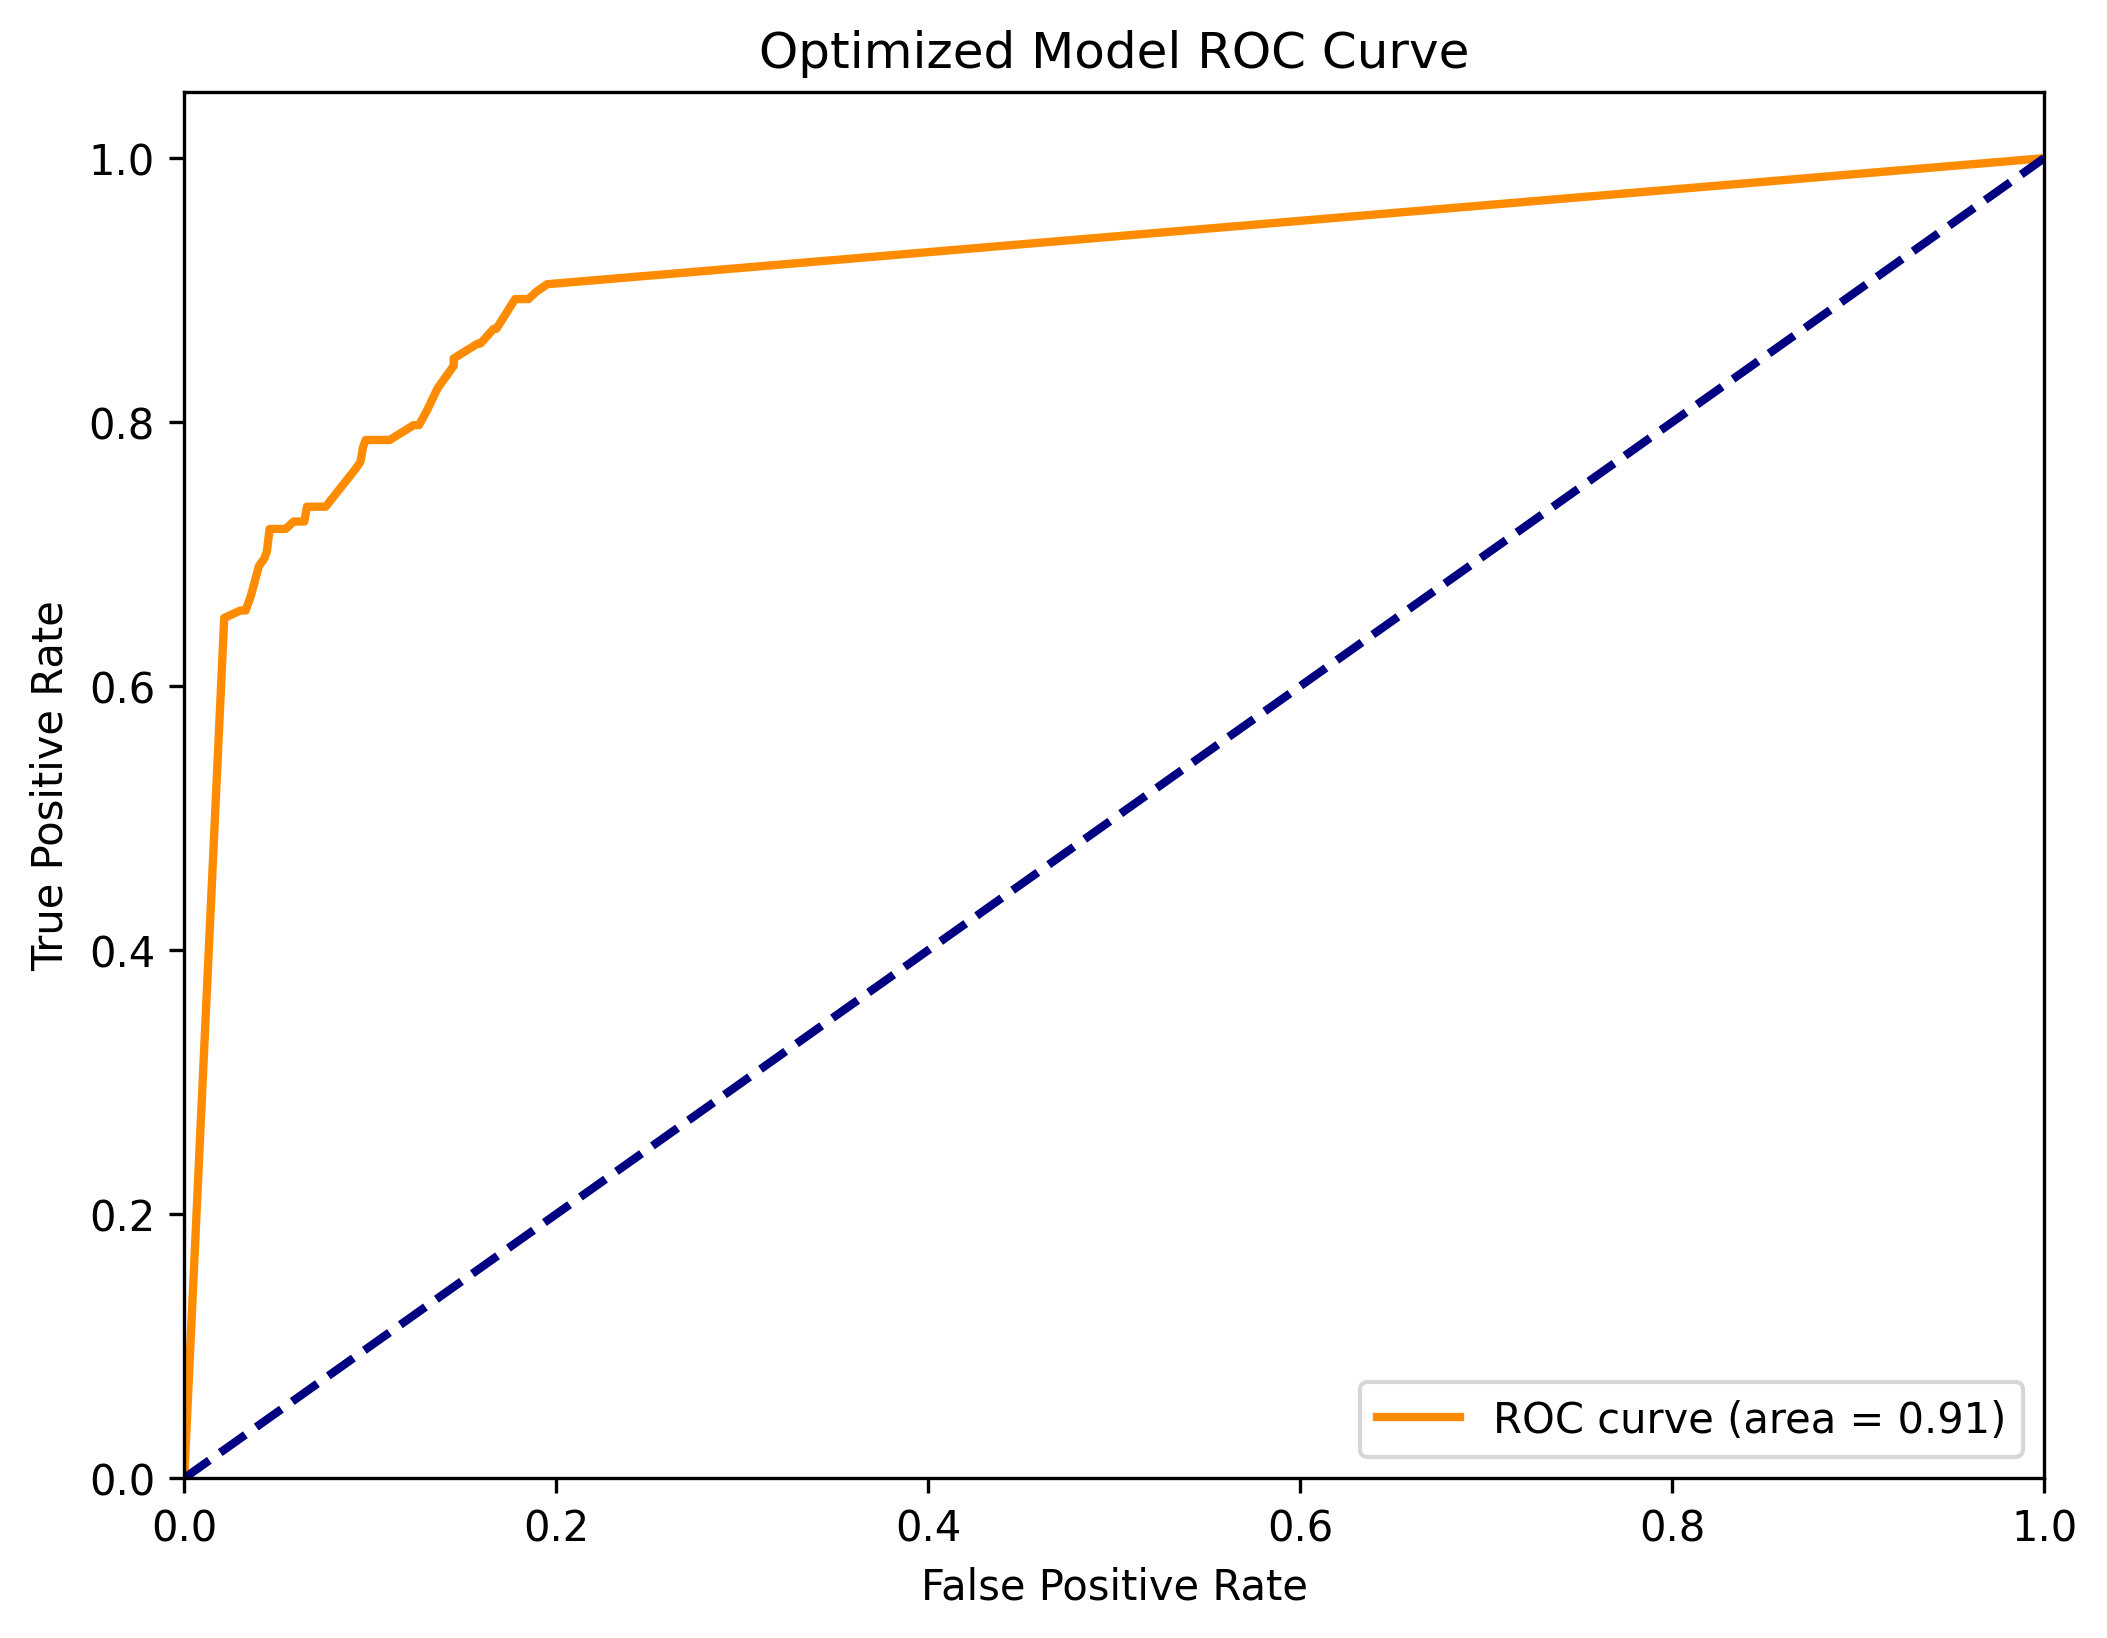 Optimized Model ROC Curve
True Positive Rate
1.0
0.8
0.6
0.4
0.2
0.0
0.0 0.2 0.4 0.6 0.8 1.0
False Positive Rate
ROC curve (area = 0.91)